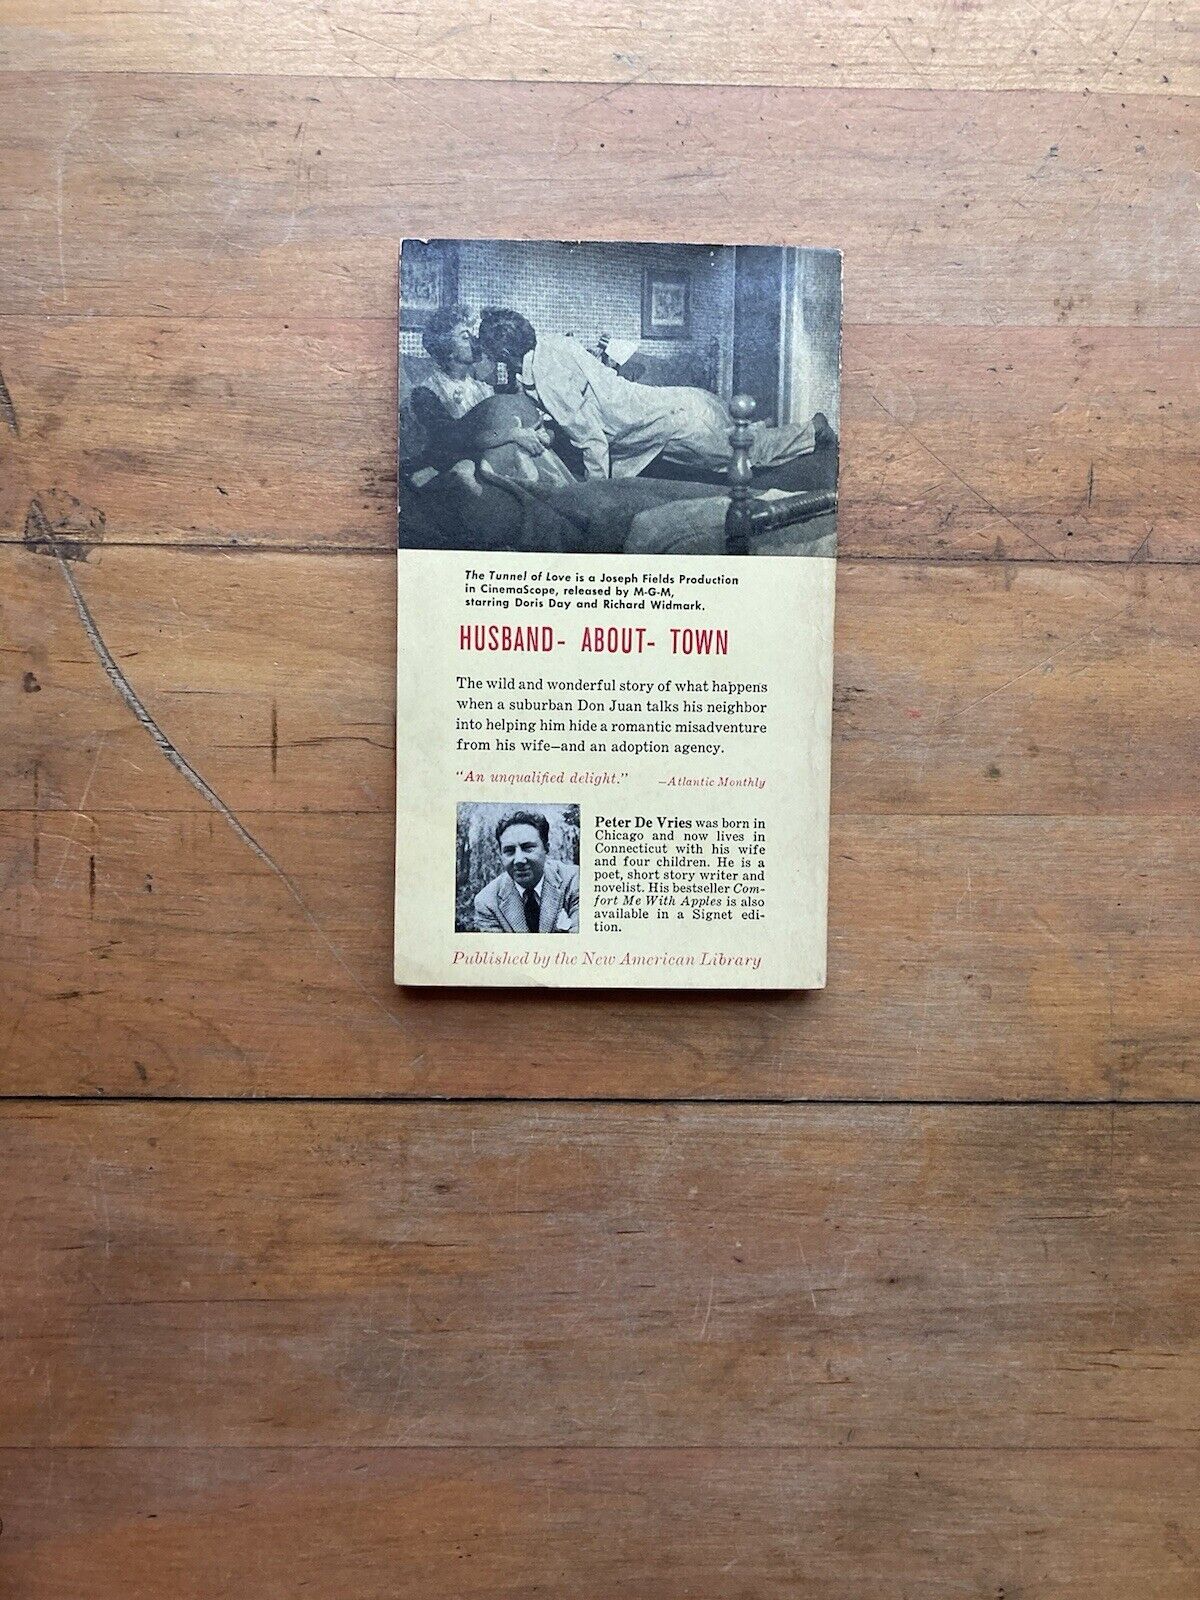 The Tunnel of Love is a Joseph Fields Production
in CinemaScope, released by M-G-M,
starring Doris Day and Richard Widmark.
HUSBAND- ABOUT- TOWN
The wild and wonderful story of what happens
when a suburban Don Juan talks his neighbor
into helping him hide a romantic misadventure
from his wife—and an adoption agency.
"An unqualified delight." —Atlantic Monthly
Peter De Vries was born in
Chicago and now lives in
Connecticut with his wife
and four children. He is a
poet, short story writer and
novelist. His bestseller Com-
fort Me With Apples is also
available in a Signet edi-
tion.
Published by the New American Library